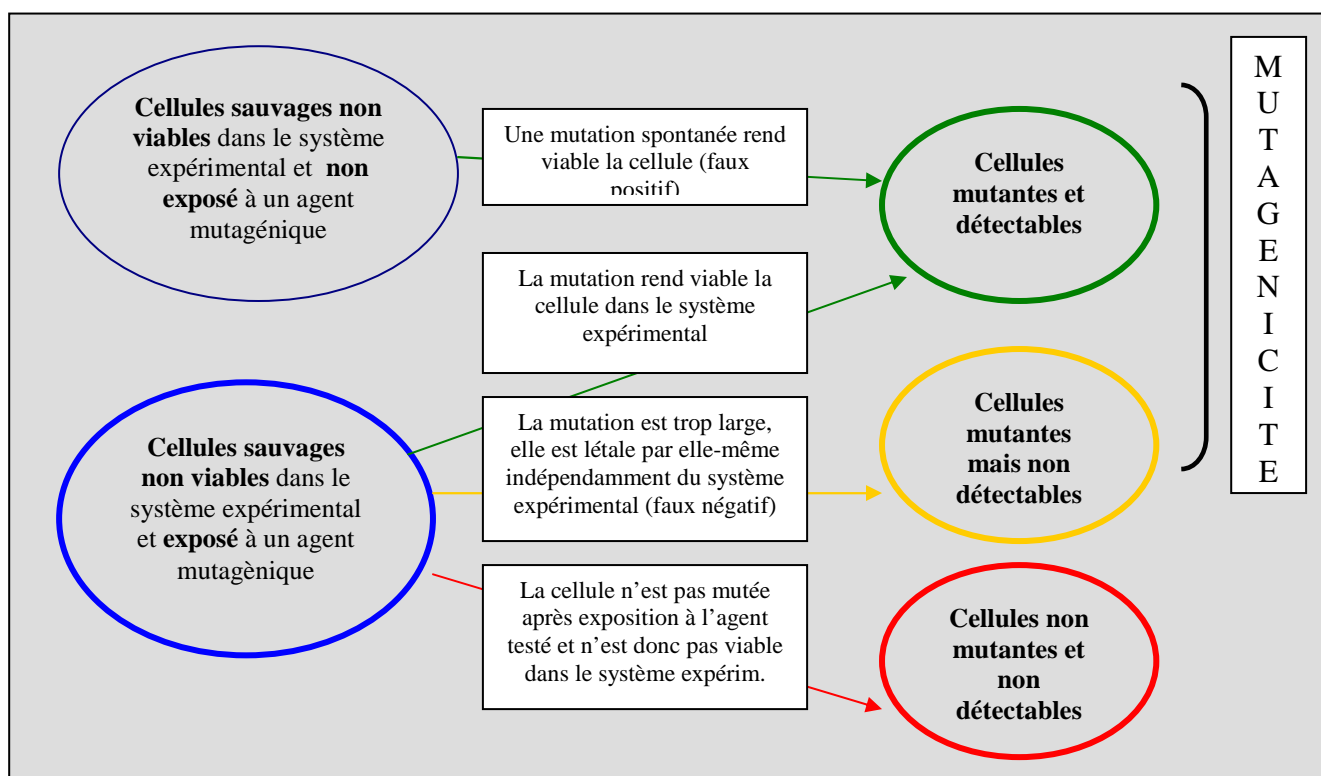 Cellules sauvages non
viables dans le système
expérimental et non
exposé à un agent
mutagénique
Une mutation spontanée rend
viable la cellule (faux
positif)
Cellules
mutantes et
détectables
La mutation rend viable la
cellule dans le système
expérimental
Cellules sauvages
non viables dans le
système expérimental
et exposé à un agent
mutagènique
La mutation est trop large,
elle est létale par elle-même
indépendamment du système
expérimental (faux négatif)
Cellules
mutantes
mais non
détectables
La cellule n’est pas mutée
après exposition à l’agent
testé et n’est donc pas viable
dans le système expérim.
Cellules non
mutantes et
non
détectables
M
U
T
A
G
E
N
I
C
I
T
E